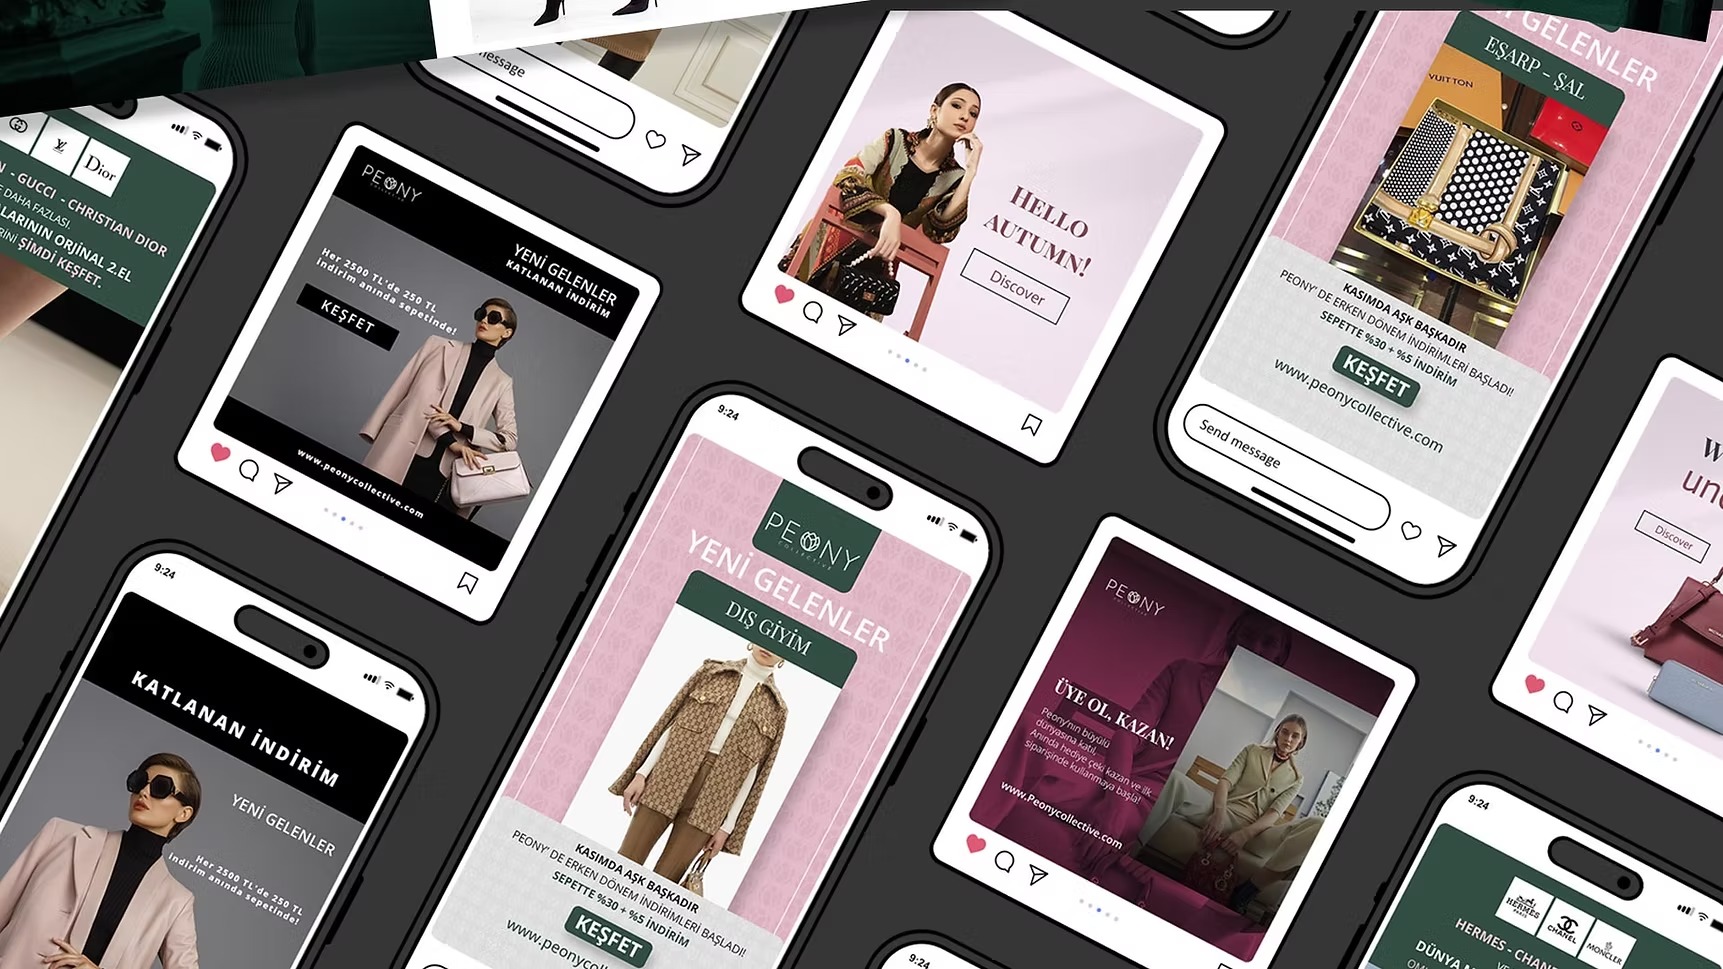 message
Dior
- GUCCI - CHRISTIAN DIOR
DAHA FAZLASI.
LARININ ORJİNAL 2.EL
ŞİMDİ KEŞFET.
PEONY
COLLECTIVE
YENİ GELENLER
KATLANAN İNDİRİM
Her 2500 TL'de 250 TL
indirim anında sepetinde!
KEŞFET
www.peonycollective.com
HELLO
AUTUMN!
Discover
GELENLER
EŞARP - ŞAL
VUITTON
KASIMDA AŞK BAŞKADIR
PEONY' DE ERKEN DÖNEM İNDİRİMLERİ BAŞLADI!
SEPETTE %30 + %5 İNDİRİM
KEŞFET
www.peonycollective.com
Send message
Discover
9:24
KATLANAN İNDİRİM
YENİ GELENLER
Her 2500 TL'de 250 TL
indirim anında sepetinde!
9:24
PEONY
COLLECTIVE
YENİ GELENLER
DIŞ GİYİM
KASIMDA AŞK BAŞKADIR
PEONY' DE ERKEN DÖNEM İNDİRİMLERİ BAŞLADI!
SEPETTE %30 + %5 İNDİRİM
KEŞFET
www.peonycoll
PEONY
ÜYE OL, KAZAN!
Peony'nin büyülü
dünyasına katıl,
Anında hediye çeki kazan ve ilk
siparişinde kullanmaya başla!
www.Peonycollective.com
9:24
9:24
HERMES
PARIS
CHANEL
MONCLER
HERMES - CHAN
DÜNYA M